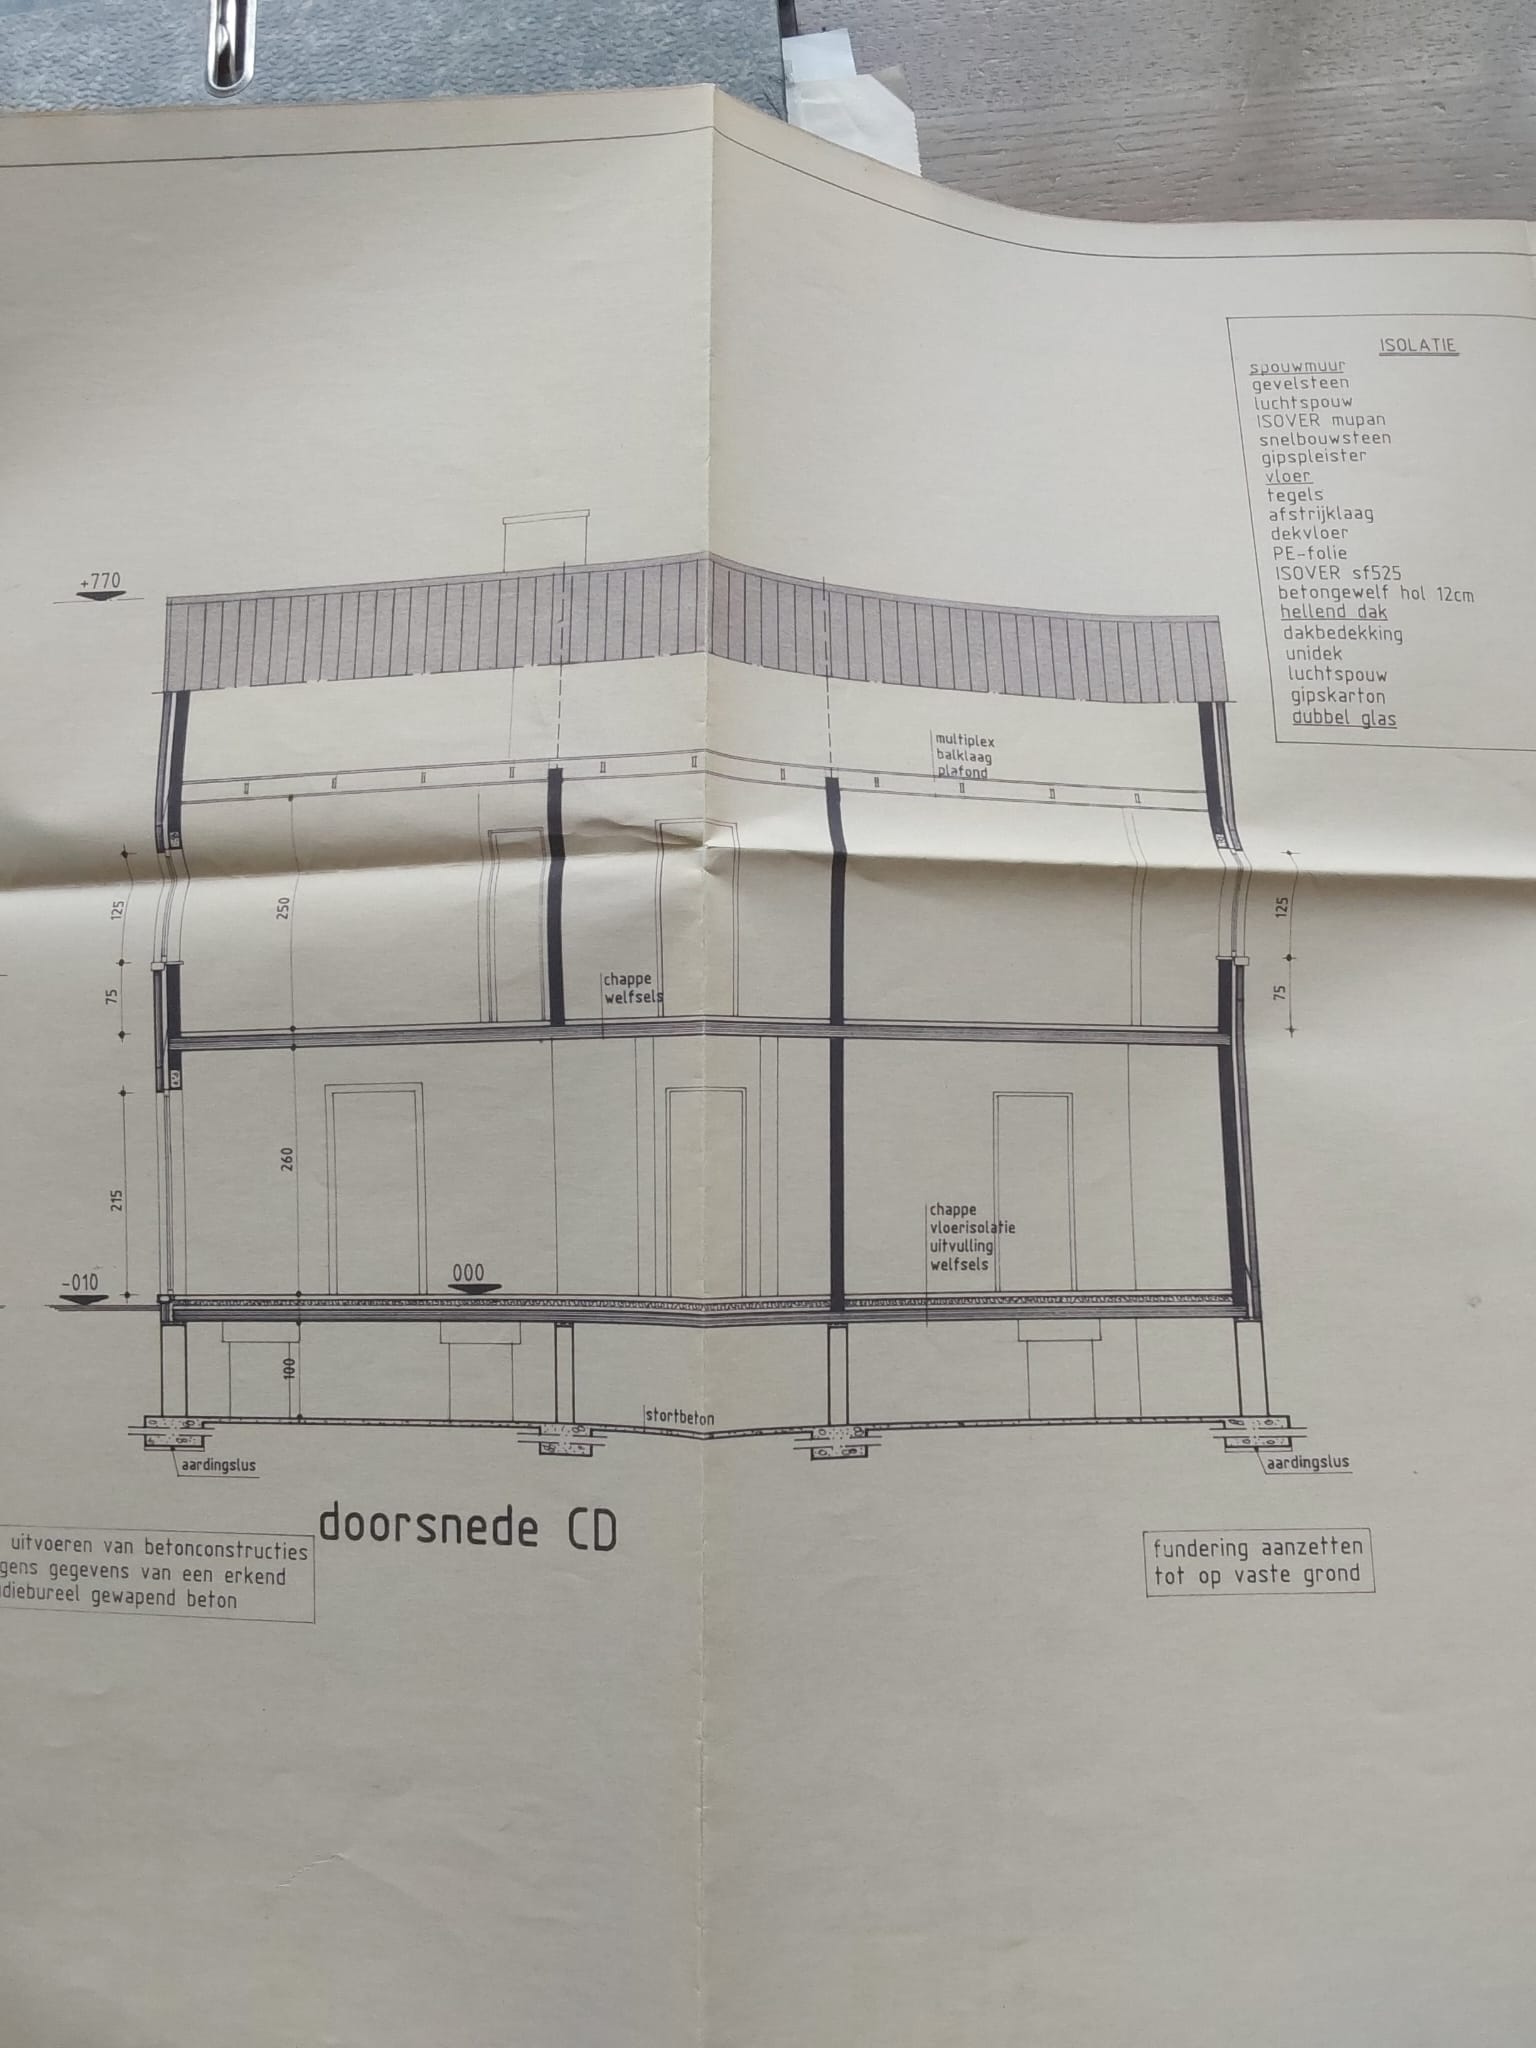 ISOLATIE
spouwmuur
gevelsteen
luchtspouw
ISOVER mupan
snelbouwsteen
gipspleister
vloer
tegels
afstrijklaag
dekvloer
PE-folie
ISOVER sf525
betongewelf hol 12cm
hellend dak
dakbedekking
unidek
luchtspouw
gipskarton
dubbel glas
+770
multiplex
balklaag
plafond
125
250
125
75
chappe
welfsels
75
260
215
chappe
vloerisolatie
uitvulling
welfsels
-010
000
100
stortbeton
aardingslus
aardingslus
doorsnede CD
uitvoeren van betonconstructies
gens gegevens van een erkend
diebureel gewapend beton
fundering aanzetten
tot op vaste grond